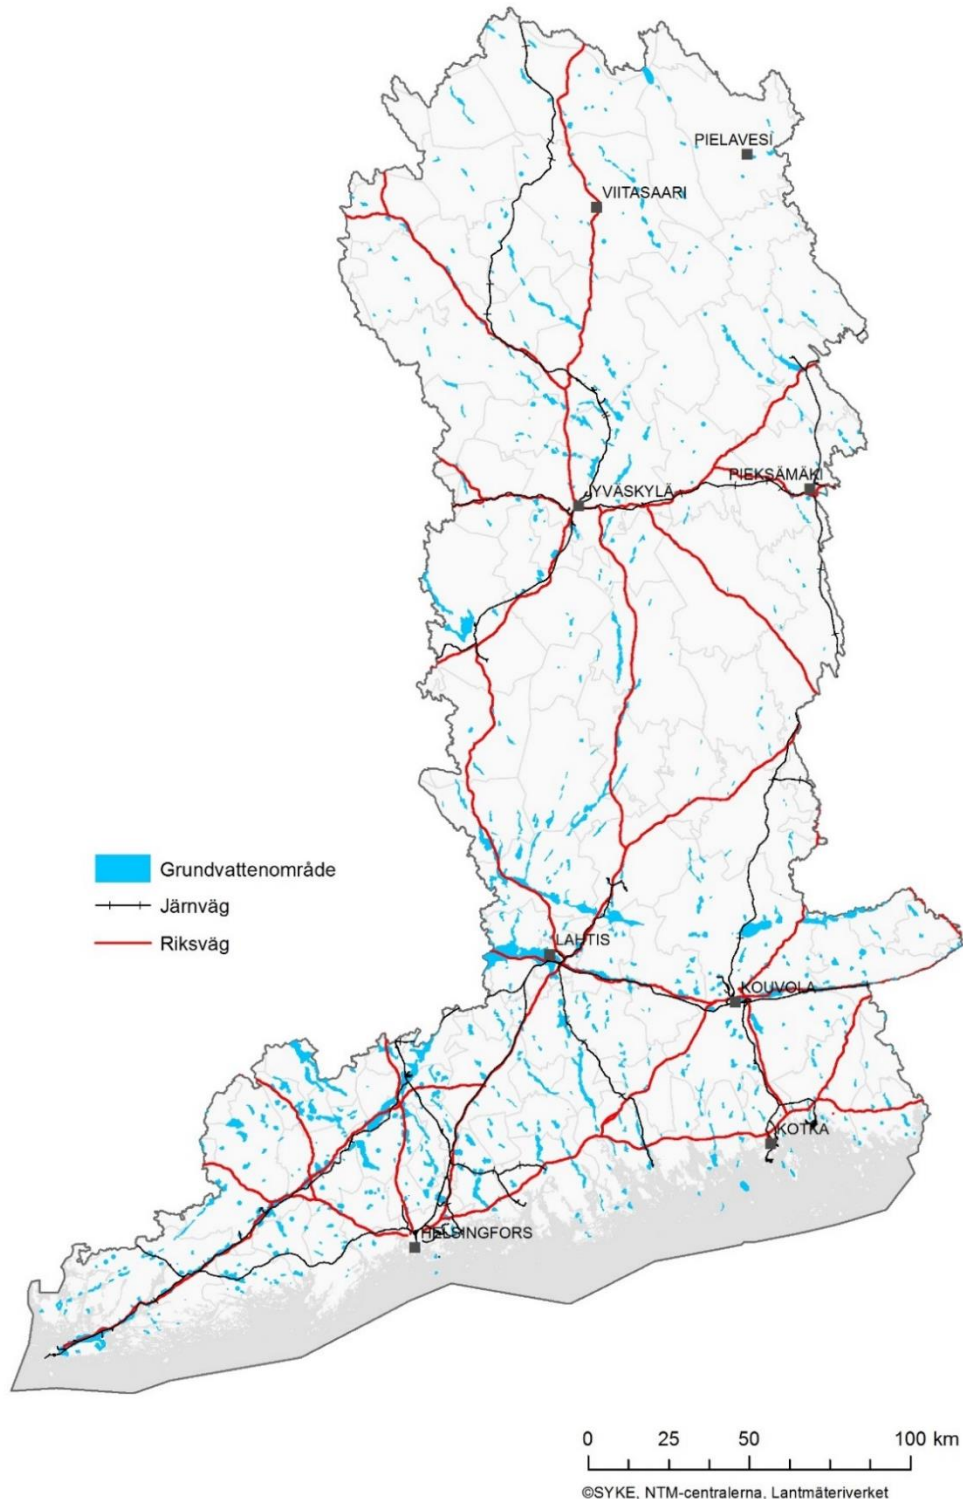 PIELAVESI
VIITASAARI
PIEKSÄMÄKI
JYVÄSKYLÄ
Grundvattenområde
Järnväg
Riksväg
LAHTIS
KOUVOLA
KOTKA
HELSINGFORS
0 25 50 100 km
©SYKE, NTM-centralerna, Lantmäteriverket